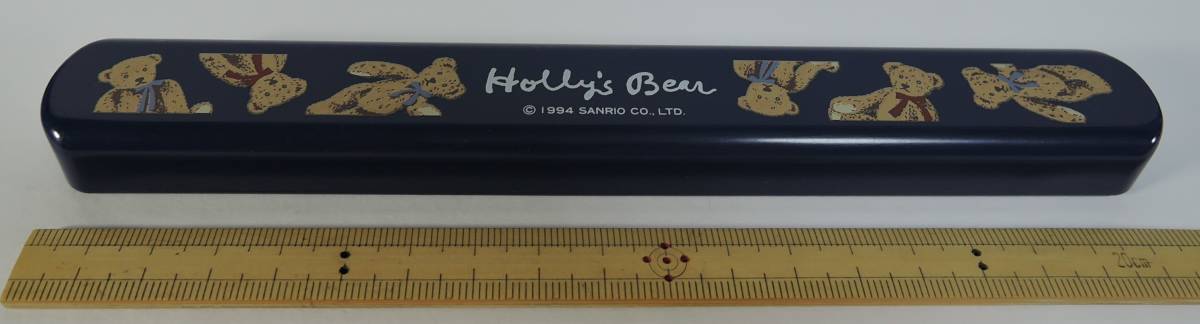 Holly's Bear
© 1994 SANRIO CO., LTD.
20cm